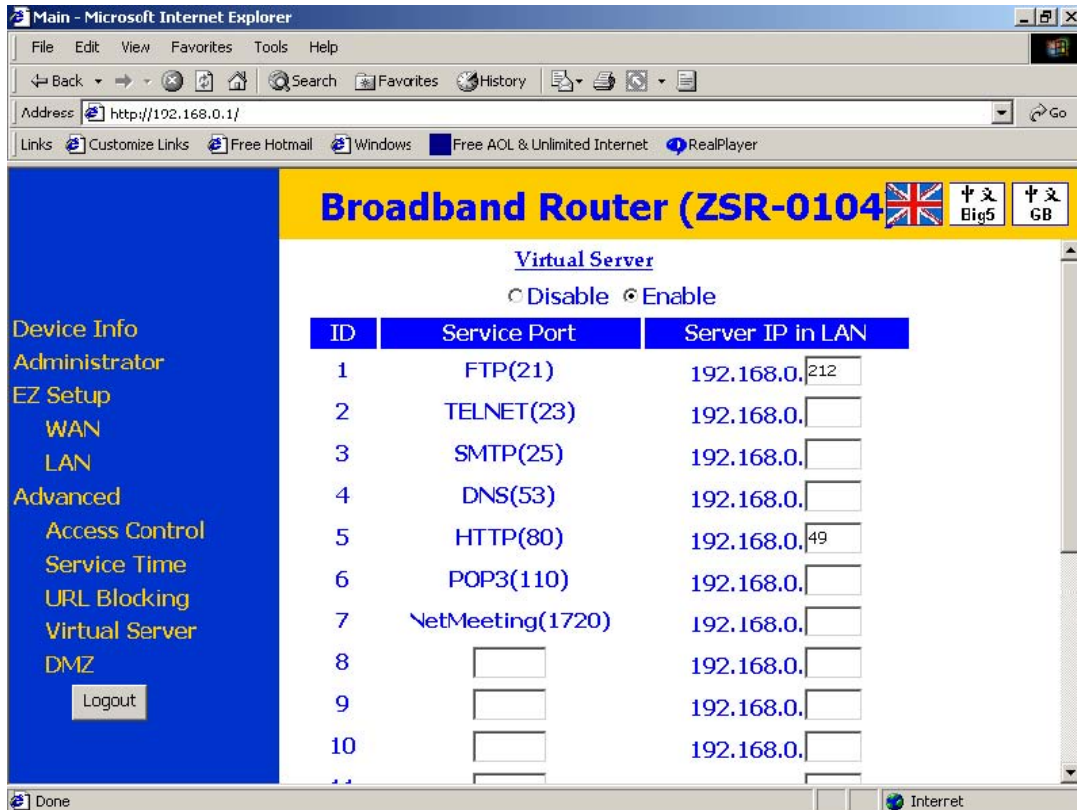 Main - Microsoft Internet Explorer
File Edit View Favorites Tools Help
Back Search Favorites History
Address http://192.168.0.1/ Go
Links Customize Links Free Hotmail Windows Free AOL & Unlimited Internet RealPlayer
Broadband Router (ZSR-0104
中文 Big5
中文 GB
Virtual Server
Disable Enable
Device Info
Administrator
EZ Setup
WAN
LAN
Advanced
Access Control
Service Time
URL Blocking
Virtual Server
DMZ
Logout
ID Service Port Server IP in LAN
1 FTP(21) 192.168.0. 212
2 TELNET(23) 192.168.0.
3 SMTP(25) 192.168.0.
4 DNS(53) 192.168.0.
5 HTTP(80) 192.168.0. 49
6 POP3(110) 192.168.0.
7 NetMeeting(1720) 192.168.0.
8 192.168.0.
9 192.168.0.
10 192.168.0.
Done Internet